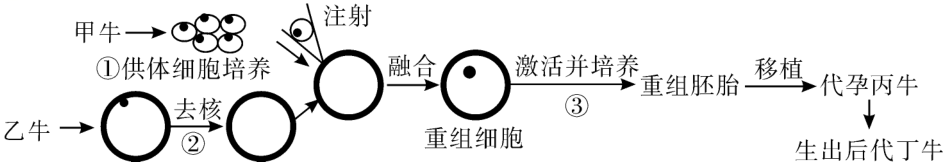 甲牛
注射
①供体细胞培养
融合
激活并培养
重组胚胎
移植
代孕丙牛
乙牛
去核
②
重组细胞
③
生出后代丁牛